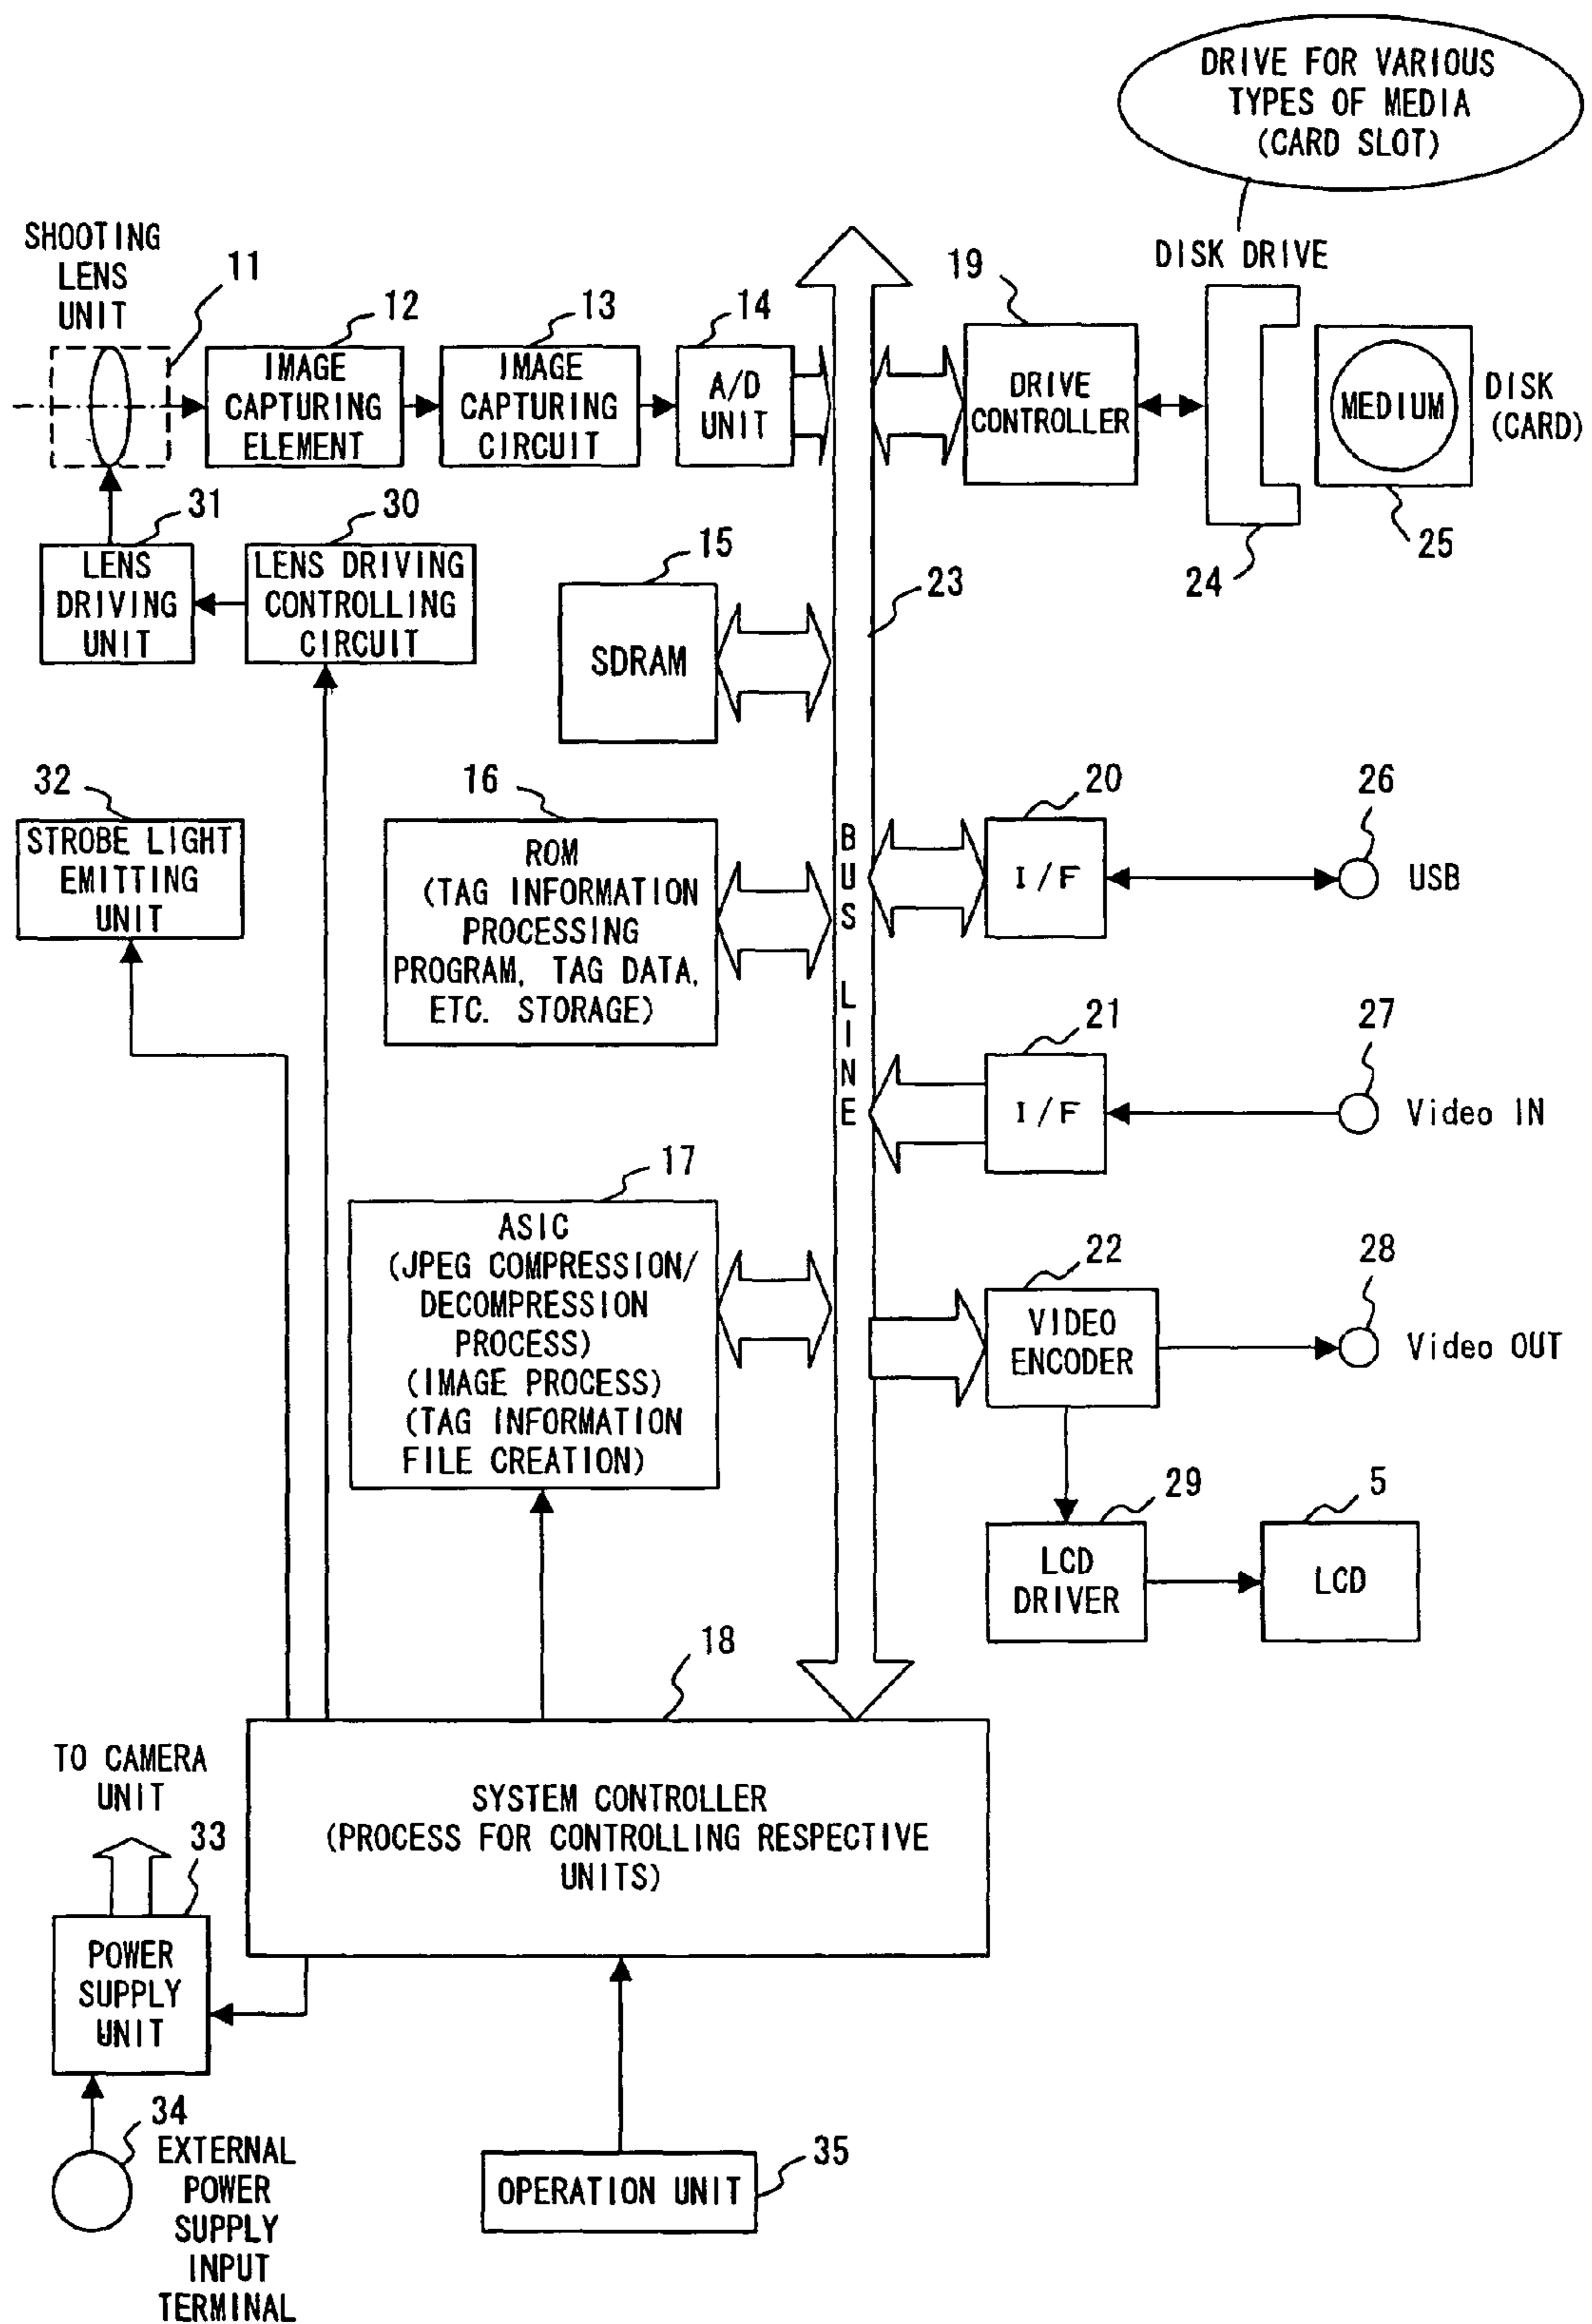 DRIVE FOR VARIOUS
TYPES OF MEDIA
(CARD SLOT)
SHOOTING
LENS
UNIT
11
12
13
14
19
DISK DRIVE
IMAGE
CAPTURING
ELEMENT
IMAGE
CAPTURING
CIRCUIT
A/D
UNIT
DRIVE
CONTROLLER
MEDIUM
DISK
(CARD)
31
30
15
23
24
25
LENS
DRIVING
UNIT
LENS DRIVING
CONTROLLING
CIRCUIT
SDRAM
32
16
20
26
STROBE LIGHT
EMITTING
UNIT
ROM
(TAG INFORMATION
PROCESSING
PROGRAM, TAG DATA,
ETC. STORAGE)
BUS LINE
I/F
USB
21
27
I/F
Video IN
17
22
28
ASIC
(JPEG COMPRESSION/
DECOMPRESSION
PROCESS)
(IMAGE PROCESS)
(TAG INFORMATION
FILE CREATION)
VIDEO
ENCODER
Video OUT
29
5
LCD
DRIVER
LCD
18
TO CAMERA
UNIT
33
SYSTEM CONTROLLER
(PROCESS FOR CONTROLLING RESPECTIVE
UNITS)
POWER
SUPPLY
UNIT
34
EXTERNAL
POWER
SUPPLY
INPUT
TERMINAL
35
OPERATION UNIT